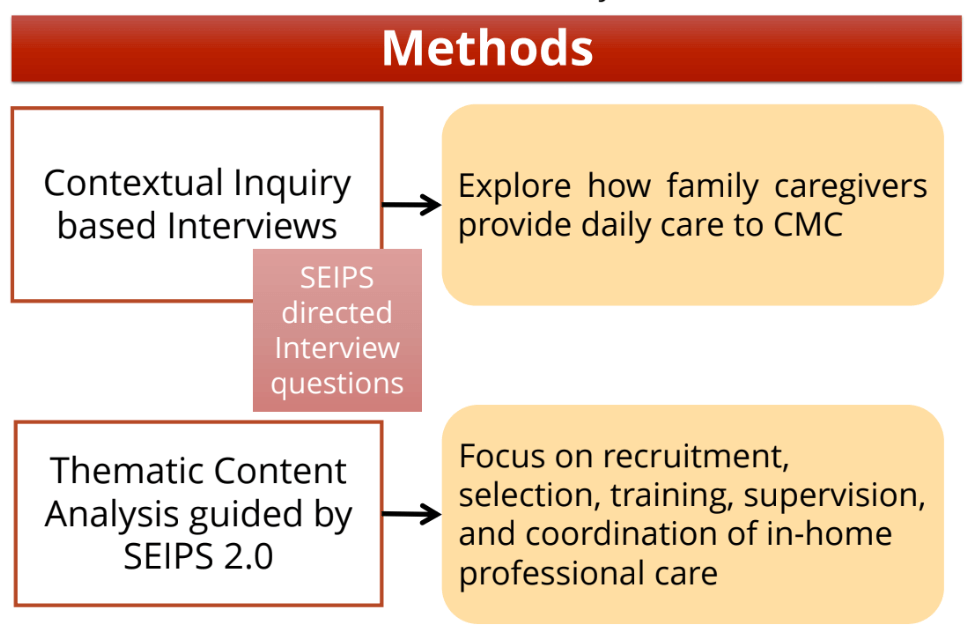 Methods
Contextual Inquiry
based Interviews
Explore how family caregivers
provide daily care to CMC
SEIPS
directed
Interview
questions
Thematic Content
Analysis guided by
SEIPS 2.0
Focus on recruitment,
selection, training, supervision,
and coordination of in-home
professional care